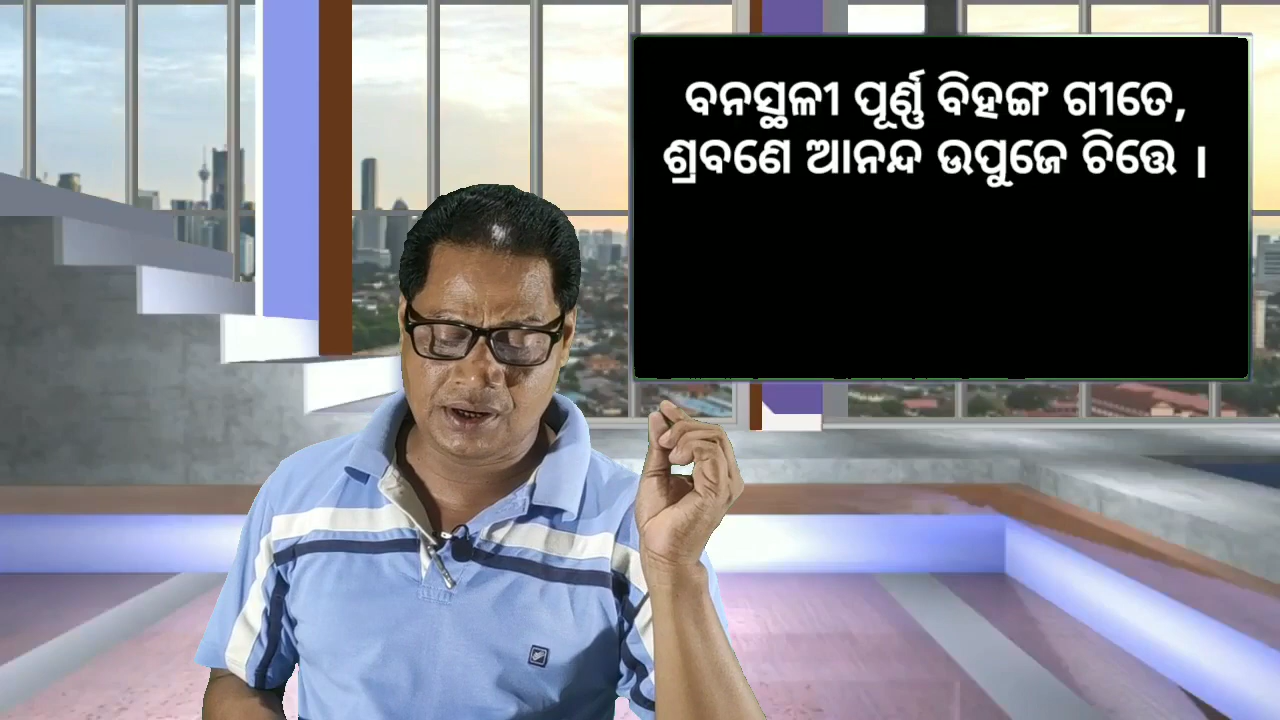 ବନସ୍ଥଳୀ ପୂର୍ଣ୍ଣ ବିହଙ୍ଗ ଗୀତେ,
ଶ୍ରବଣେ ଆନନ୍ଦ ଉପୁଜେ ଚିତ୍ତେ ।